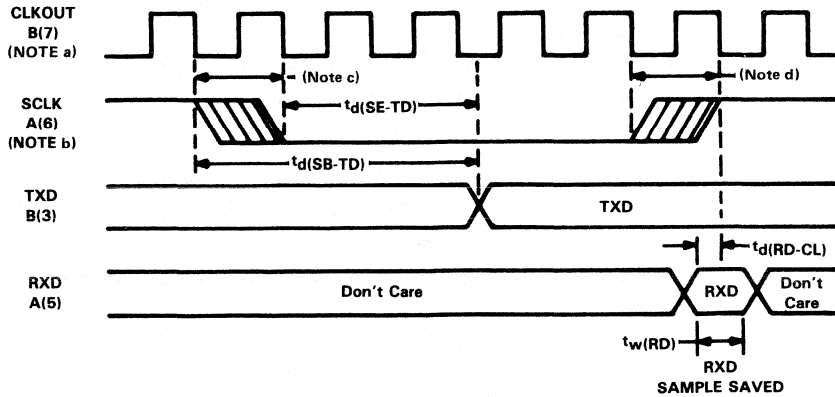 CLKOUT
B(7)
(NOTE a)
(Note c)
(Note d)
SCLK
A(6)
(NOTE b)
td(SE-TD)
td(SB-TD)
TXD
B(3)
TXD
td(RD-CL)
RXD
A(5)
Don't Care
RXD
Don't
Care
tw(RD)
RXD
SAMPLE SAVED